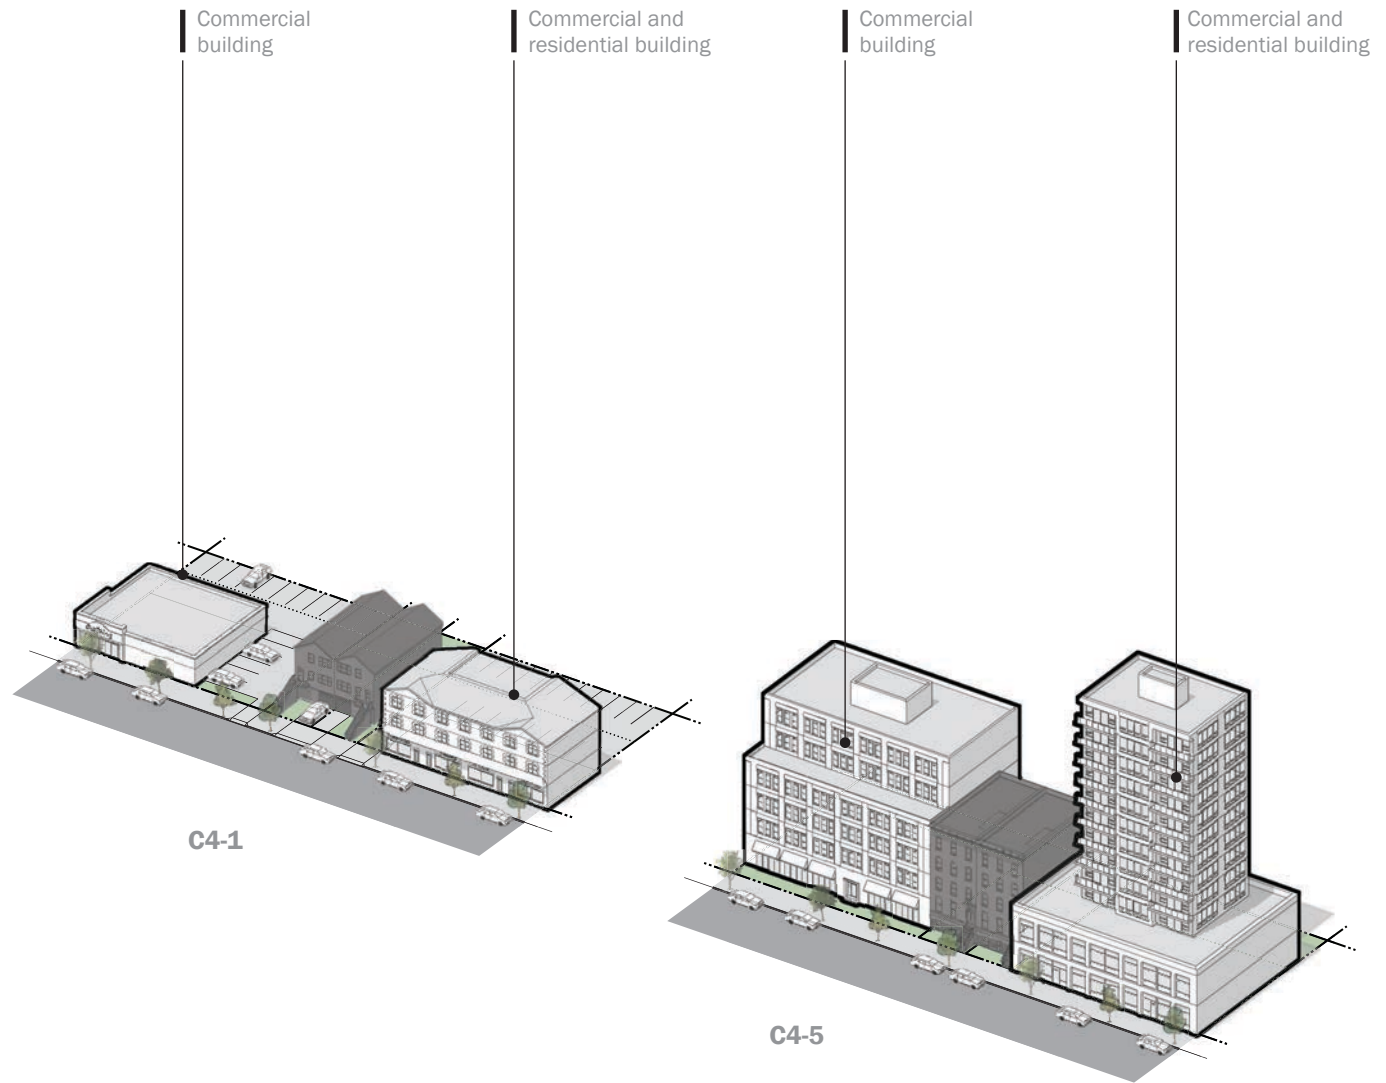 Commercial
building
Commercial and
residential building
Commercial
building
Commercial and
residential building
C4-1
C4-5